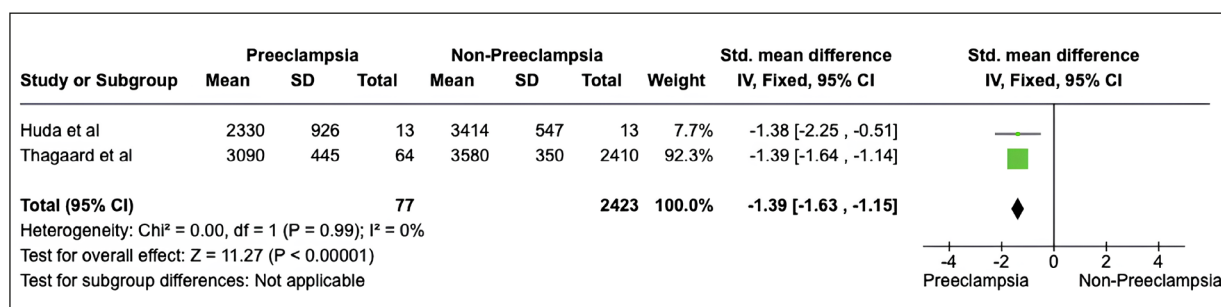 Preeclampsia Non-Preeclampsia Std. mean difference Std. mean difference
Study or Subgroup Mean SD Total Mean SD Total Weight IV, Fixed, 95% CI IV, Fixed, 95% CI
Huda et al 2330 926 13 3414 547 13 7.7% -1.38 [-2.25 , -0.51]
Thagaard et al 3090 445 64 3580 350 2410 92.3% -1.39 [-1.64 , -1.14]
Total (95% CI) 77 2423 100.0% -1.39 [-1.63 , -1.15]
Heterogeneity: Chi² = 0.00, df = 1 (P = 0.99); I² = 0%
Test for overall effect: Z = 11.27 (P < 0.00001)
Test for subgroup differences: Not applicable
-4 -2 0 2 4
Preeclampsia Non-Preeclampsia